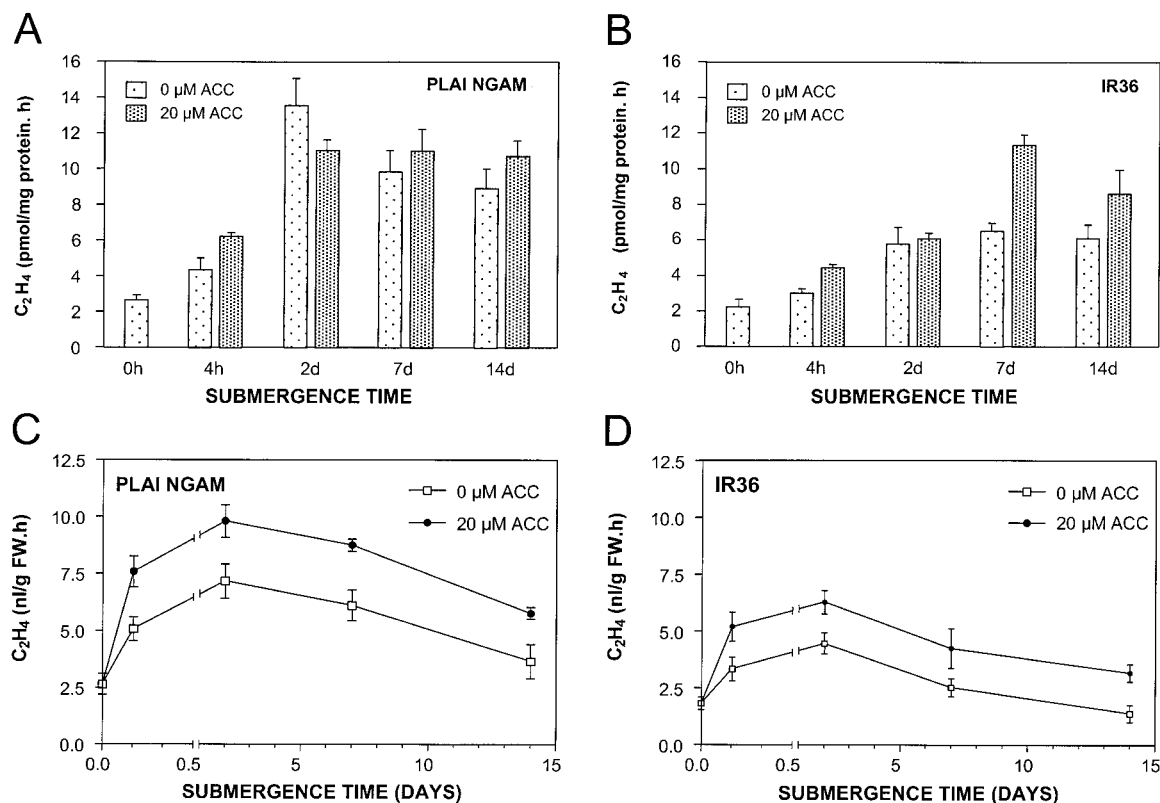 A
C₂H₄ (pmol/mg protein. h)
16
14
12
10
8
6
4
2
0
0 µM ACC
20 µM ACC
PLAI NGAM
0h 4h 2d 7d 14d
SUBMERGENCE TIME
B
C₂H₄ (pmol/mg protein. h)
16
14
12
10
8
6
4
2
0
0 µM ACC
20 µM ACC
IR36
0h 4h 2d 7d 14d
SUBMERGENCE TIME
C
C₂H₄ (nl/g FW.h)
12.5
10.0
7.5
5.0
2.5
0.0
PLAI NGAM
0 µM ACC
20 µM ACC
0.0 0.5 5 10 15
SUBMERGENCE TIME (DAYS)
D
C₂H₄ (nl/g FW.h)
12.5
10.0
7.5
5.0
2.5
0.0
IR36
0 µM ACC
20 µM ACC
0.0 0.5 5 10 15
SUBMERGENCE TIME (DAYS)